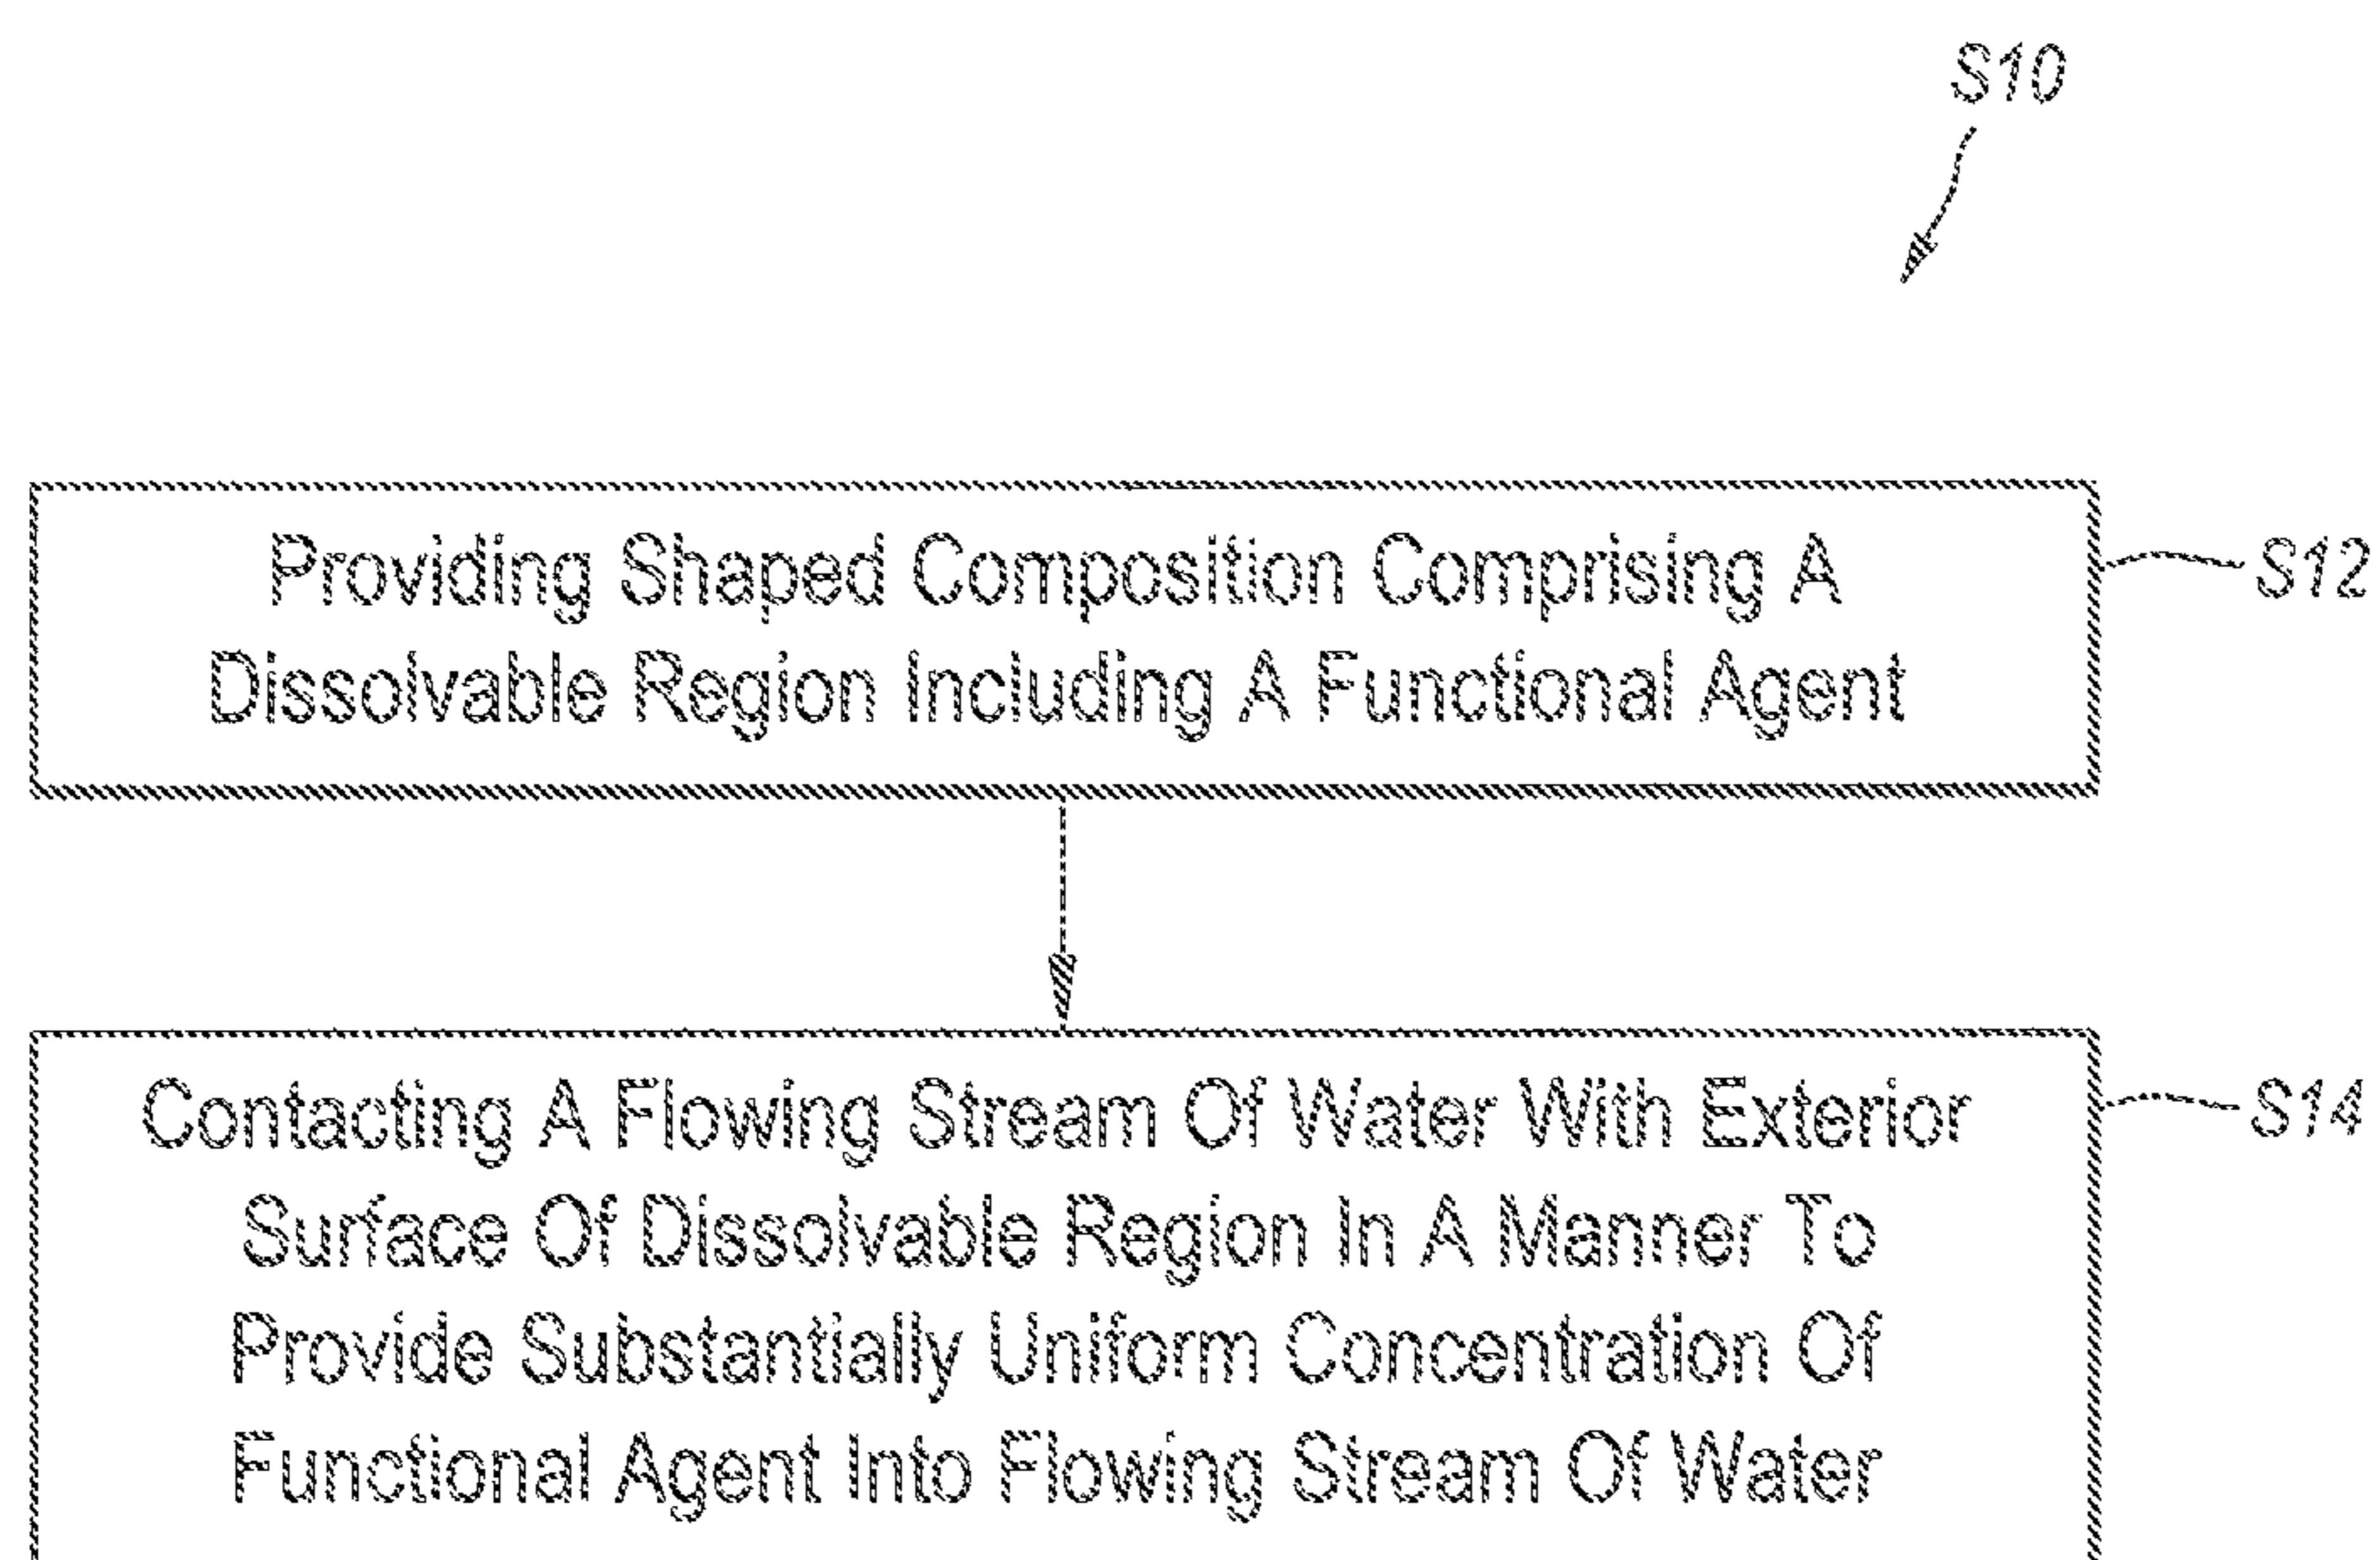 S10
Providing Shaped Composition Comprising A
Dissolvable Region Including A Functional Agent
S12
Contacting A Flowing Stream Of Water With Exterior
Surface Of Dissolvable Region In A Manner To
Provide Substantially Uniform Concentration Of
Functional Agent Into Flowing Stream Of Water
S14